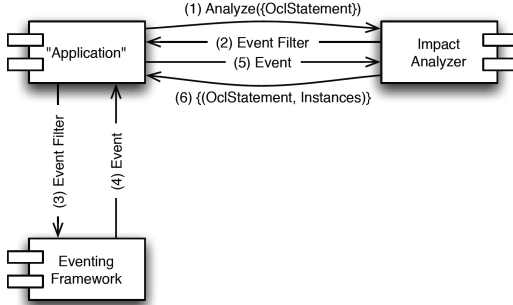 (1) Analyze({OclStatement})
"Application"
(2) Event Filter
Impact
Analyzer
(5) Event
(6) {(OclStatement, Instances)}
(3) Event Filter
(4) Event
Eventing
Framework